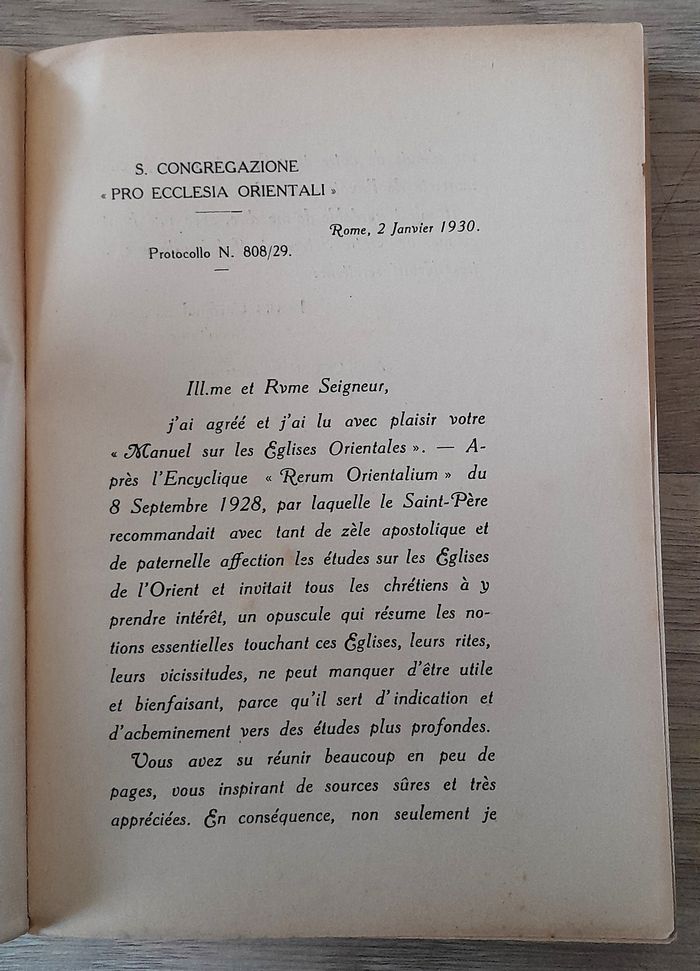 S. CONGREGAZIONE
« PRO ECCLESIA ORIENTALI »
Rome, 2 Janvier 1930.
Protocollo N. 808/29.
Ill.me et Rvme Seigneur,
j'ai agréé et j'ai lu avec plaisir votre
« Manuel sur les Eglises Orientales ». — A-
près l'Encyclique « Rerum Orientalium » du
8 Septembre 1928, par laquelle le Saint-Père
recommandait avec tant de zèle apostolique et
de paternelle affection les études sur les Eglises
de l'Orient et invitait tous les chrétiens à y
prendre intérêt, un opuscule qui résume les no-
tions essentielles touchant ces Eglises, leurs rites,
leurs vicissitudes, ne peut manquer d'être utile
et bienfaisant, parce qu'il sert d'indication et
d'acheminement vers des études plus profondes.
Vous avez su réunir beaucoup en peu de
pages, vous inspirant de sources sûres et très
appréciées. En conséquence, non seulement je